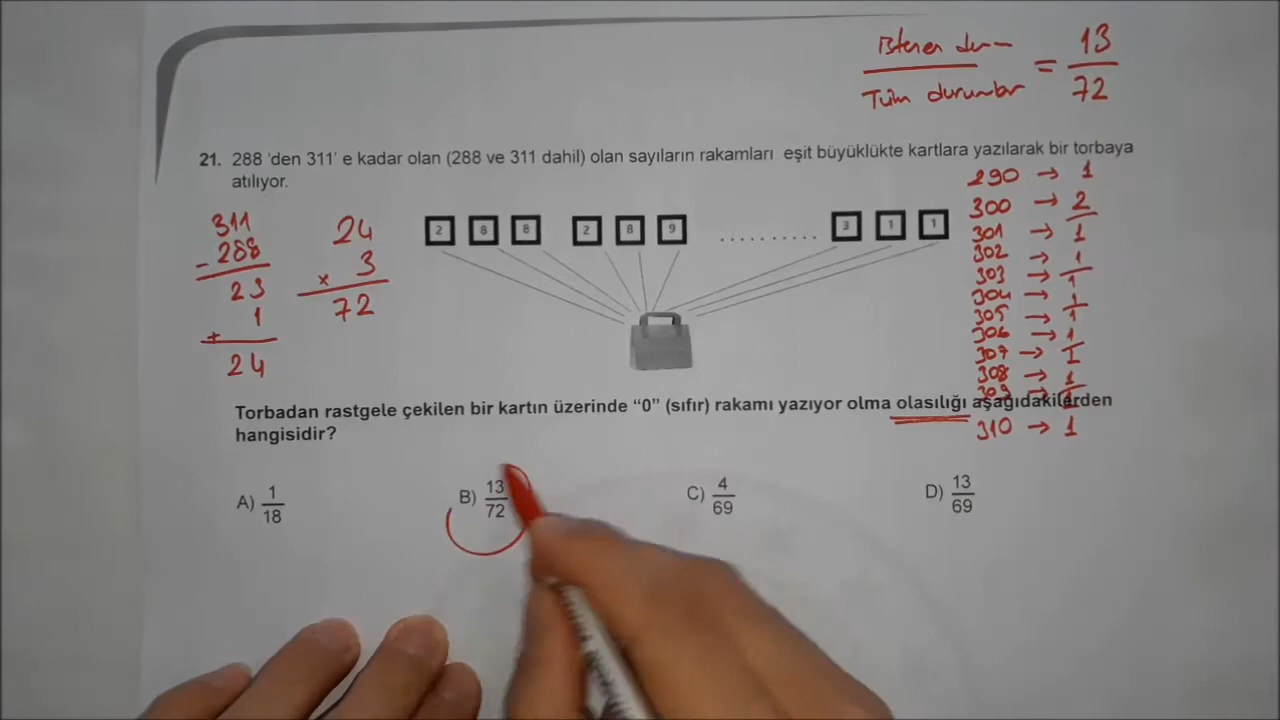 İstenen durum = 13
Tüm durumlar 72
21. 288 'den 311' e kadar olan (288 ve 311 dahil) olan sayıların rakamları eşit büyüklükte kartlara yazılarak bir torbaya
atılıyor.
311
- 288
23
+ 1
24
24
x 3
72
2 8 8 2 8 9 .......... 3 1 1
290 → 1
300 → 2
301 → 1
302 → 1
303 → 1
304 → 1
305 → 1
306 → 1
307 → 1
308 → 1
309 → 1
310 → 1
Torbadan rastgele çekilen bir kartın üzerinde “0” (sıfır) rakamı yazıyor olma olasılığı aşağıdakilerden
hangisidir?
A) 1/18 B) 13/72 C) 4/69 D) 13/69